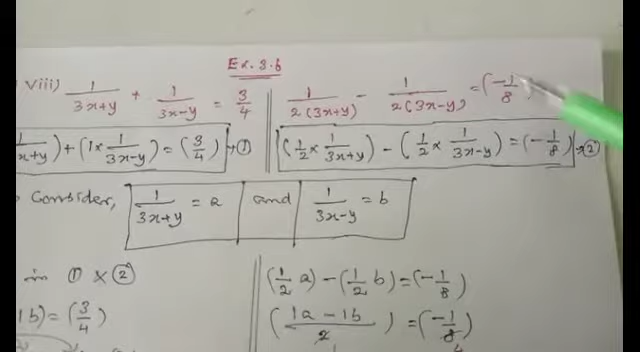 Ex. 3.6
viii) 1/(3x+y) + 1/(3x-y) = 3/4
1/(2(3x+y)) - 1/(2(3x-y)) = (-1/8)
1/x+y) + (1 × 1/(3x-y)) = (3/4) → ①
(1/2 × 1/(3x+y)) - (1/2 × 1/(3x-y)) = (-1/8) → ②
Consider, 1/(3x+y) = a and 1/(3x-y) = b
in ① × ②
1b) = (3/4)
(1/2 a) - (1/2 b) = (-1/8)
((1a - 1b)/2) = (-1/8)
4